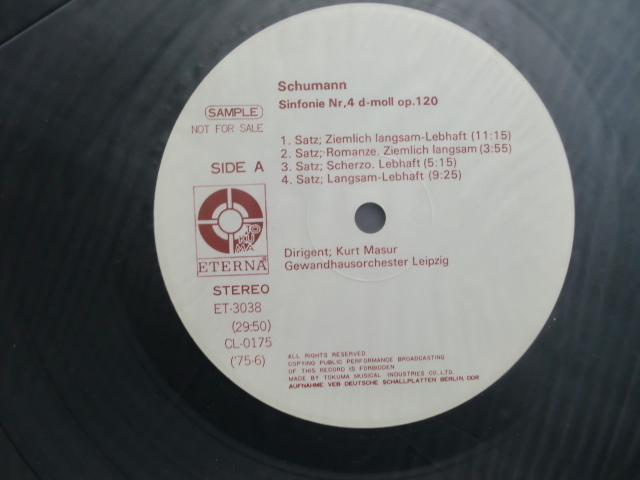 Schumann
Sinfonie Nr,4 d-moll op.120
SAMPLE
NOT FOR SALE
1. Satz; Ziemlich langsam-Lebhaft (11:15)
2. Satz; Romanze. Ziemlich langsam (3:55)
3. Satz; Scherzo. Lebhaft (5:15)
4. Satz; Langsam-Lebhaft (9:25)
SIDE A
ETERNA
Dirigent; Kurt Masur
Gewandhausorchester Leipzig
STEREO
ET-3038
(29:50)
CL-0175
('75-6)
ALL RIGHTS RESERVED
COPYING PUBLIC PERFORMANCE BROADCASTING
OF THIS RECORD IS FORBIDDEN
MADE BY TOKUMA MUSICAL INDUSTRIES CO., LTD.
AUFNAHME VEB DEUTSCHE SCHALLPLATTEN BERLIN, DDR